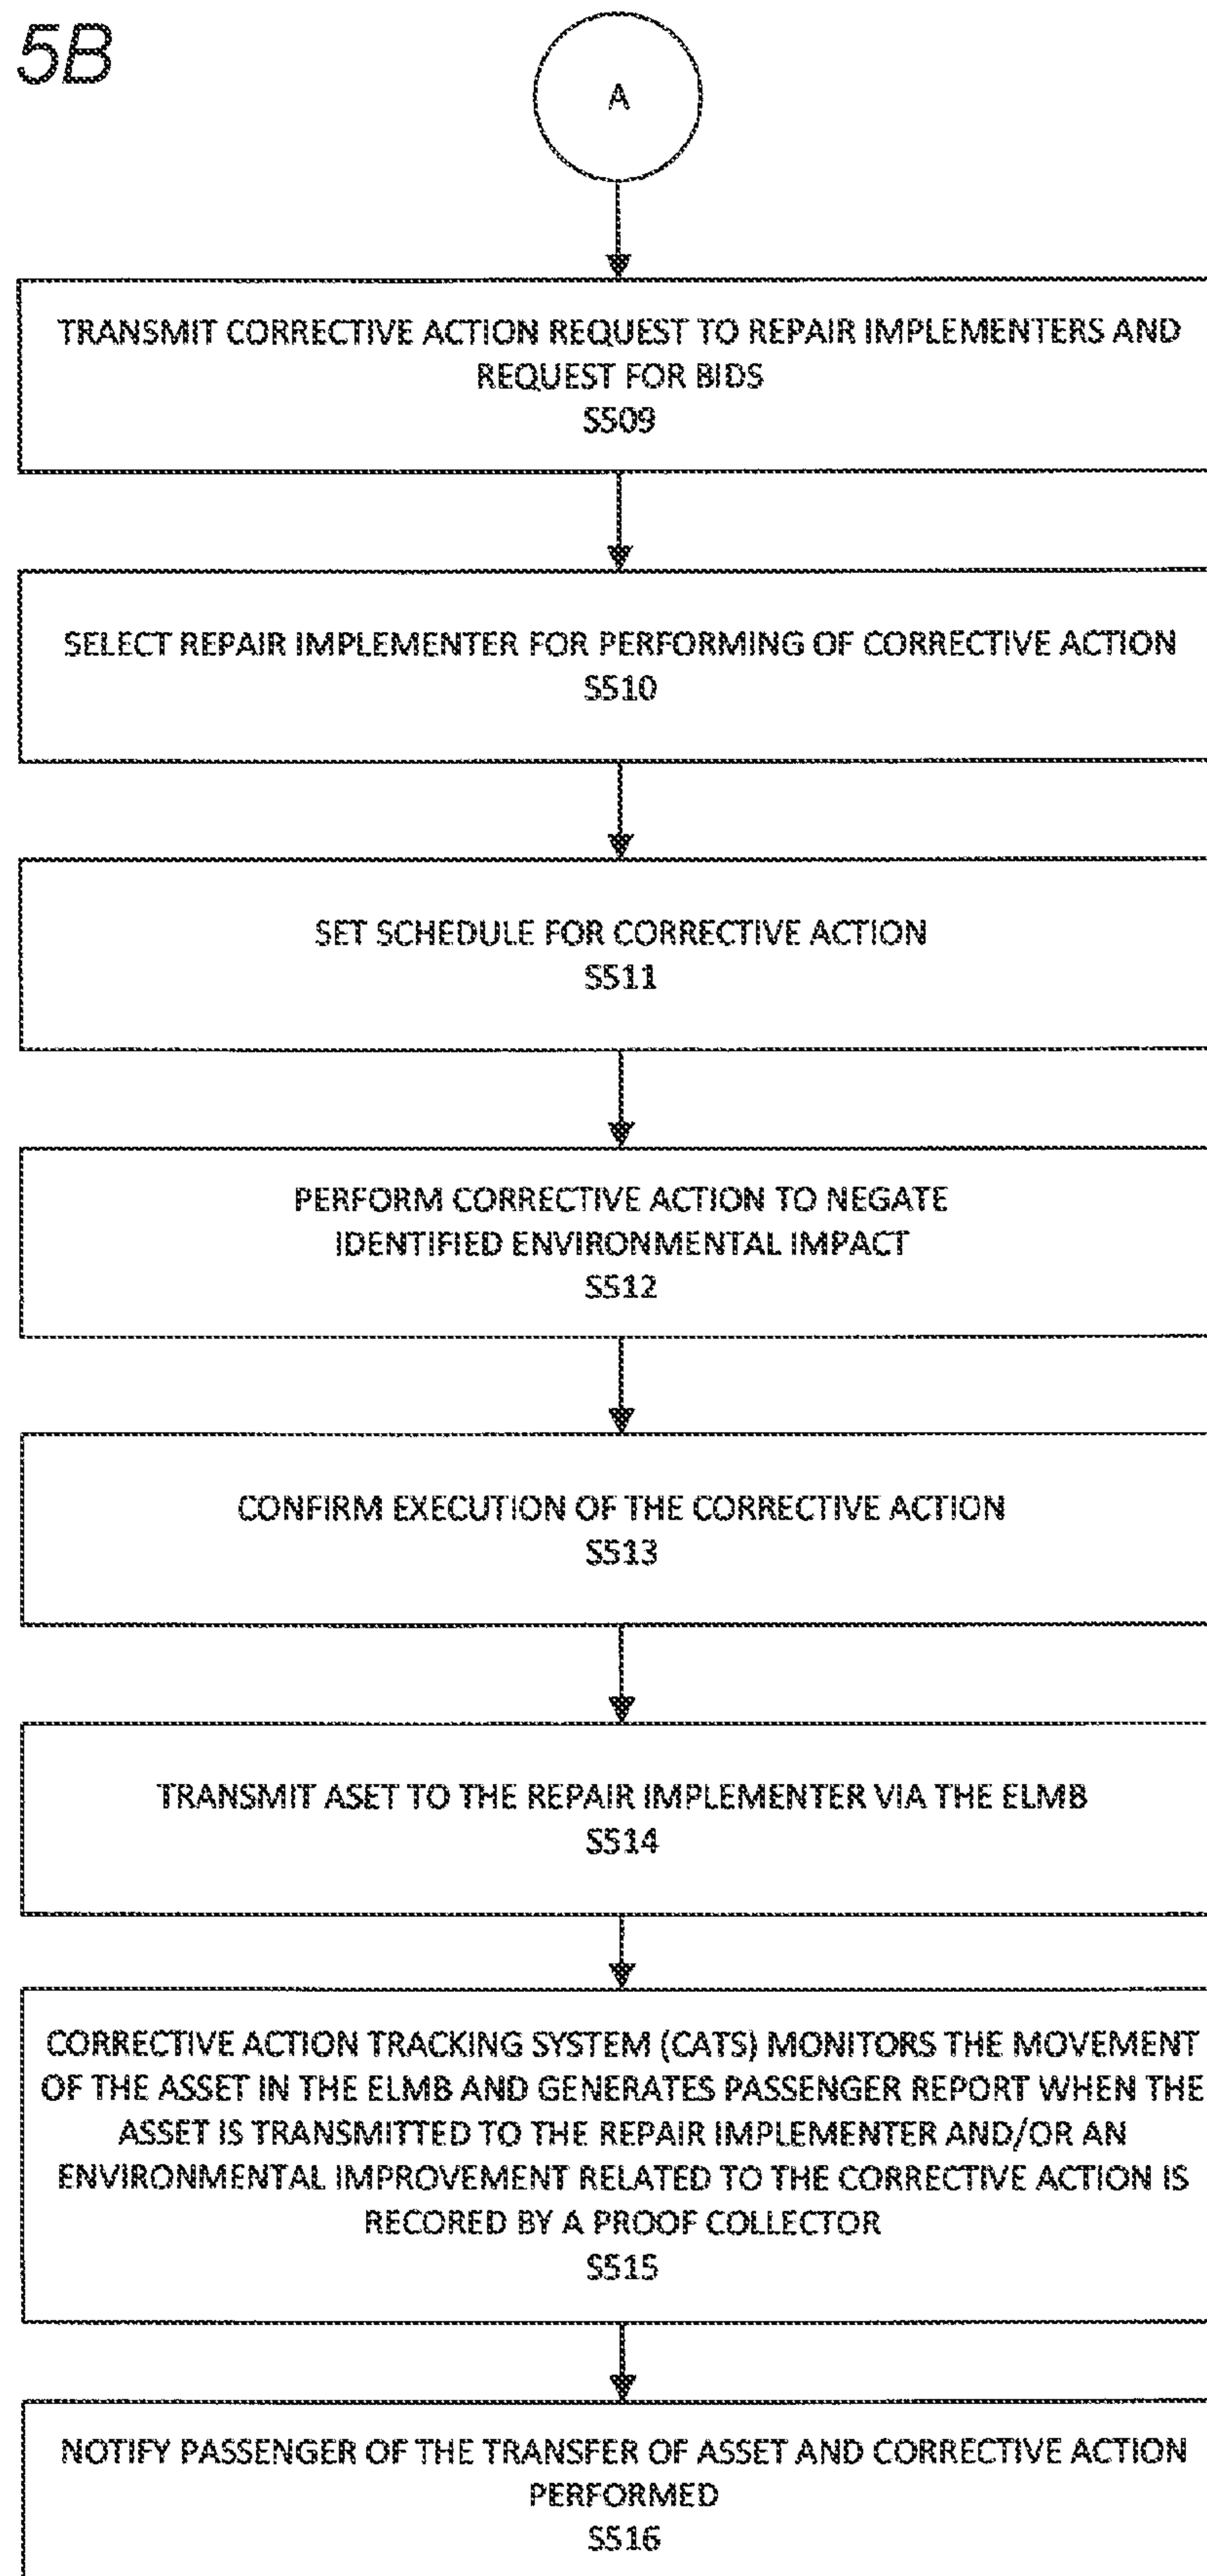 5B
A
TRANSMIT CORRECTIVE ACTION REQUEST TO REPAIR IMPLEMENTERS AND
REQUEST FOR BIDS
S509
SELECT REPAIR IMPLEMENTER FOR PERFORMING OF CORRECTIVE ACTION
S510
SET SCHEDULE FOR CORRECTIVE ACTION
S511
PERFORM CORRECTIVE ACTION TO NEGATE
IDENTIFIED ENVIRONMENTAL IMPACT
S512
CONFIRM EXECUTION OF THE CORRECTIVE ACTION
S513
TRANSMIT ASET TO THE REPAIR IMPLEMENTER VIA THE ELMB
S514
CORRECTIVE ACTION TRACKING SYSTEM (CATS) MONITORS THE MOVEMENT
OF THE ASSET IN THE ELMB AND GENERATES PASSENGER REPORT WHEN THE
ASSET IS TRANSMITTED TO THE REPAIR IMPLEMENTER AND/OR AN
ENVIRONMENTAL IMPROVEMENT RELATED TO THE CORRECTIVE ACTION IS
RECORED BY A PROOF COLLECTOR
S515
NOTIFY PASSENGER OF THE TRANSFER OF ASSET AND CORRECTIVE ACTION
PERFORMED
S516